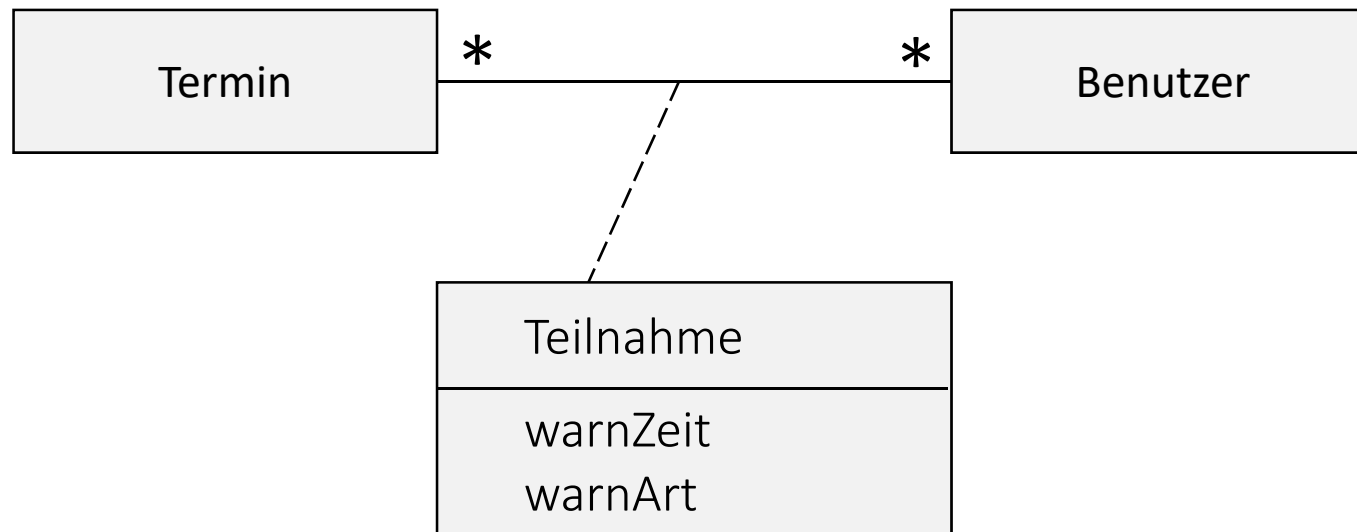 Termin
*
*
Benutzer
Teilnahme
warnZeit
warnArt